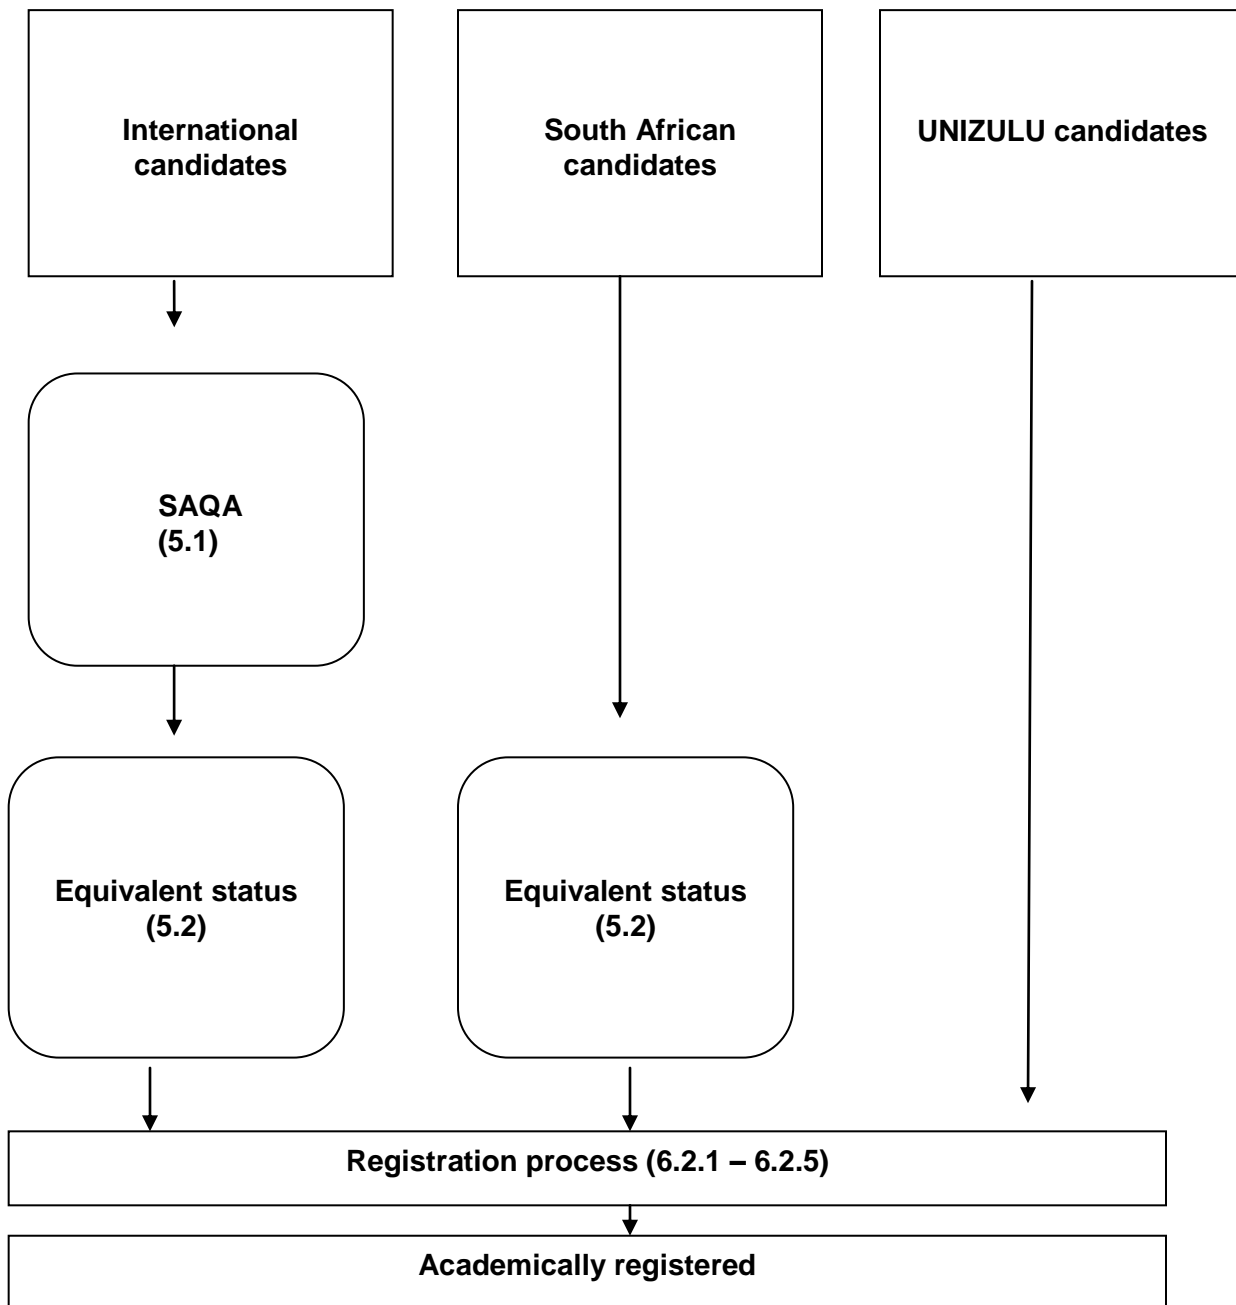 International
candidates
South African
candidates
UNIZULU candidates
SAQA
(5.1)
Equivalent status
(5.2)
Equivalent status
(5.2)
Registration process (6.2.1 – 6.2.5)
Academically registered